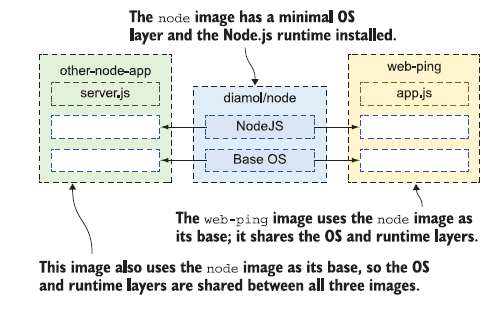 The node image has a minimal OS
layer and the Node.js runtime installed.
other-node-app
server.js
diamol/node
NodeJS
Base OS
web-ping
app.js
The web-ping image uses the node image as
its base; it shares the OS and runtime layers.
This image also uses the node image as its base, so the OS
and runtime layers are shared between all three images.